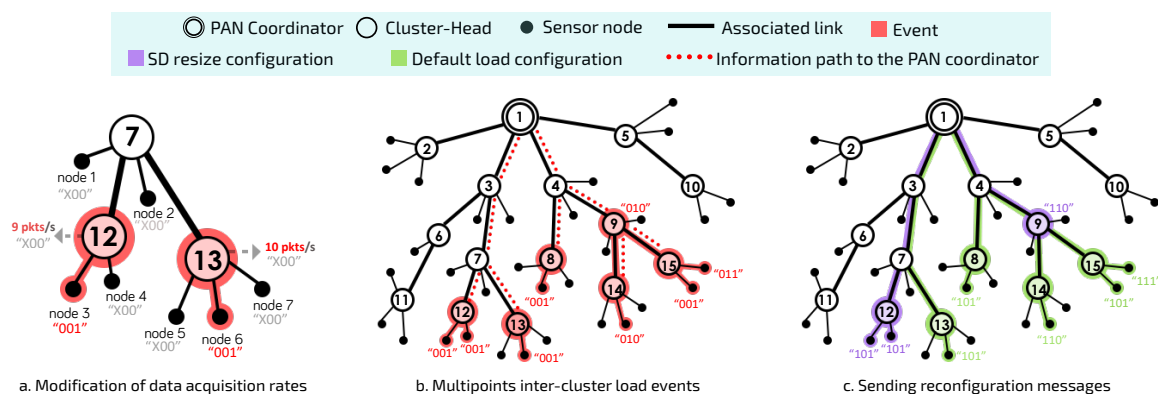 PAN Coordinator Cluster-Head Sensor node Associated link Event
SD resize configuration Default load configuration Information path to the PAN coordinator
7
node 1
"X00"
node 2
"X00"
9 pkts/s
"X00"
12
13
10 pkts/s
"X00"
node 3
"001"
node 4
"X00"
node 5
"X00"
node 6
"001"
node 7
"X00"
a. Modification of data acquisition rates
1
2
5
3
4
10
6
9
"010"
7
8
15
"011"
11
12
"001"
14
"001"
13
"001"
"001"
"001"
"010"
b. Multipoints inter-cluster load events
1
2
5
3
4
10
6
9
"110"
7
8
15
"111"
11
12
"101"
14
"101"
13
"101"
"101"
"101"
"110"
c. Sending reconfiguration messages